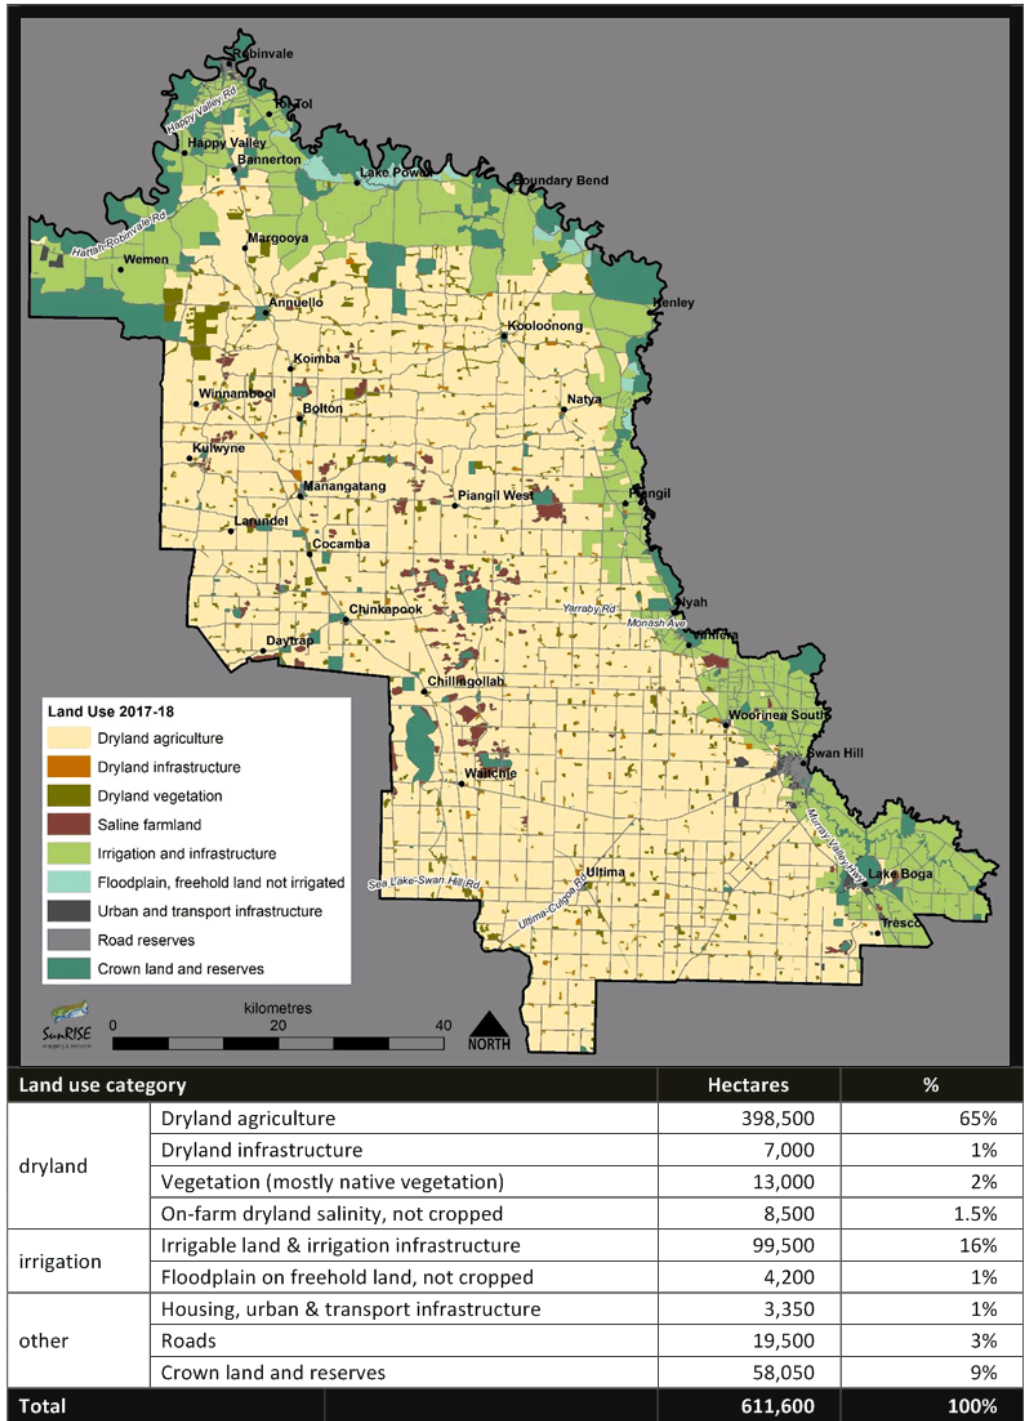 Robinvale
Happy Valley Rd
Tol Tol
Happy Valley
Bannerton
Lake Powell
Boundary Bend
Hattah-Robinvale Rd
Margooya
Wemen
Annuello
Kenley
Kooloonong
Koimba
Winnambool
Bolton
Natya
Kulwyne
Manangatang
Piangil West
Piangil
Larundel
Cocamba
Chinkapook
Yarraby Rd
Nyah
Monash Ave
Vinifera
Daytrap
Chillingollah
Woorinen South
Swan Hill
Waitchie
Murray Valley Hwy
Lake Boga
Ultima
Sea Lake-Swan Hill Rd
Ultima-Culgoa Rd
Tresco
Land Use 2017-18
Dryland agriculture
Dryland infrastructure
Dryland vegetation
Saline farmland
Irrigation and infrastructure
Floodplain, freehold land not irrigated
Urban and transport infrastructure
Road reserves
Crown land and reserves
SunRISE
kilometres
0 20 40
NORTH
Land use category Hectares %
dryland
Dryland agriculture 398,500 65%
Dryland infrastructure 7,000 1%
Vegetation (mostly native vegetation) 13,000 2%
On-farm dryland salinity, not cropped 8,500 1.5%
irrigation
Irrigable land & irrigation infrastructure 99,500 16%
Floodplain on freehold land, not cropped 4,200 1%
other
Housing, urban & transport infrastructure 3,350 1%
Roads 19,500 3%
Crown land and reserves 58,050 9%
Total 611,600 100%